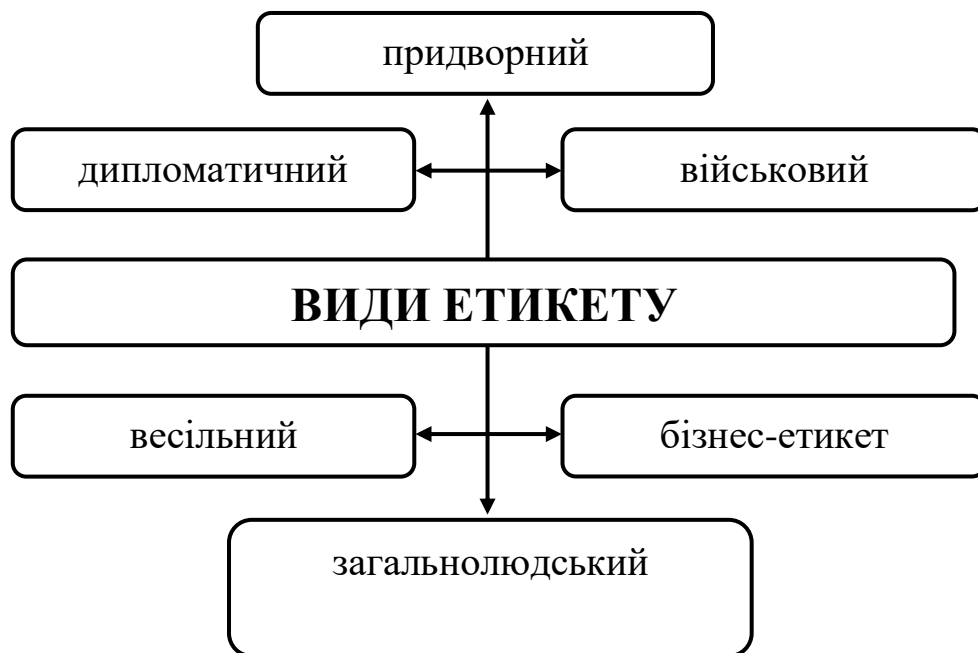 придворний
дипломатичний
військовий
ВИДИ ЕТИКЕТУ
весільний
бізнес-етикет
загальнолюдський